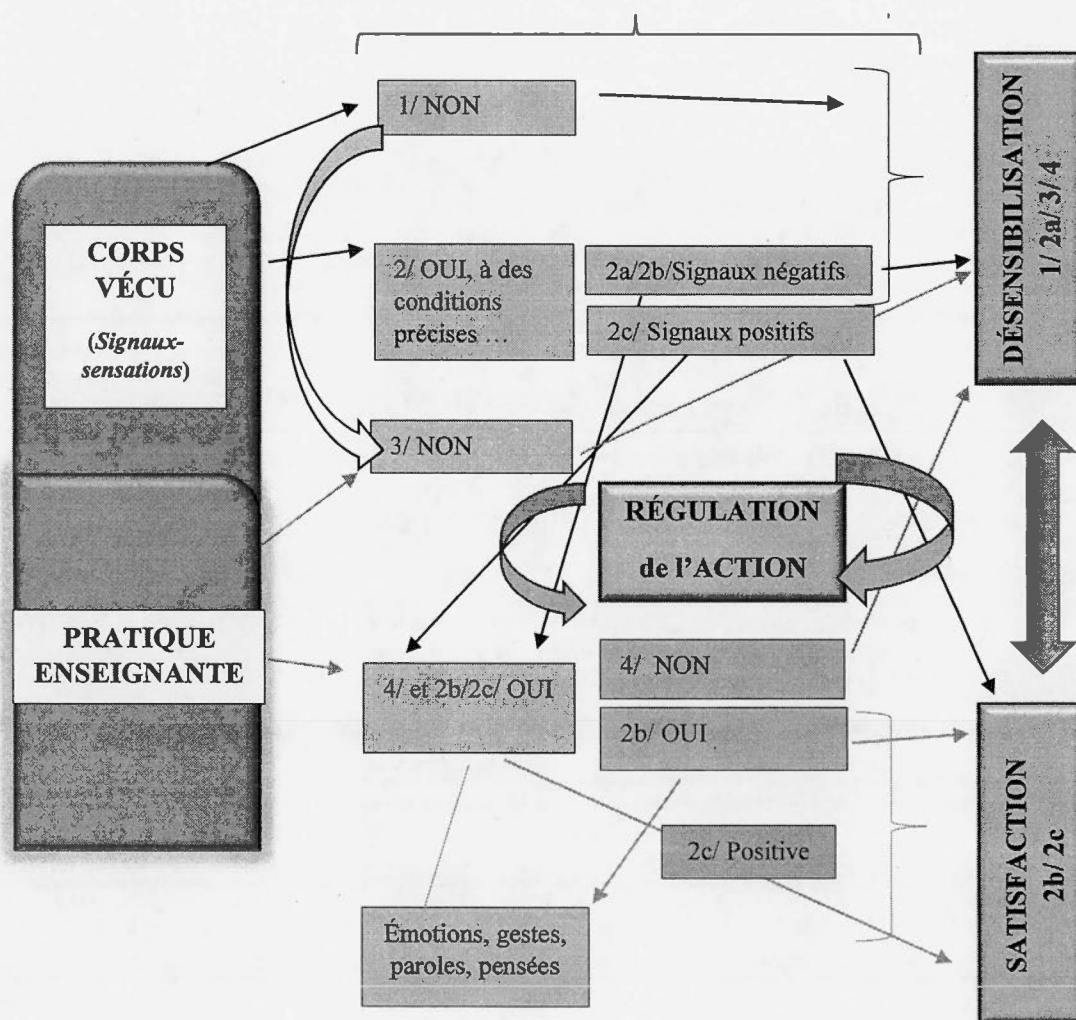 1/ NON
CORPS
VÉCU
(Signaux-
sensations)
2/ OUI, à des
conditions
précises ...
2a/2b/Signaux négatifs
2c/ Signaux positifs
DÉSENSIBILISATION
1/ 2a/ 3/ 4
3/ NON
RÉGULATION
de l'ACTION
PRATIQUE
ENSEIGNANTE
4/ et 2b/2c/ OUI
4/ NON
2b/ OUI
2c/ Positive
Émotions, gestes,
paroles, pensées
SATISFACTION
2b/ 2c